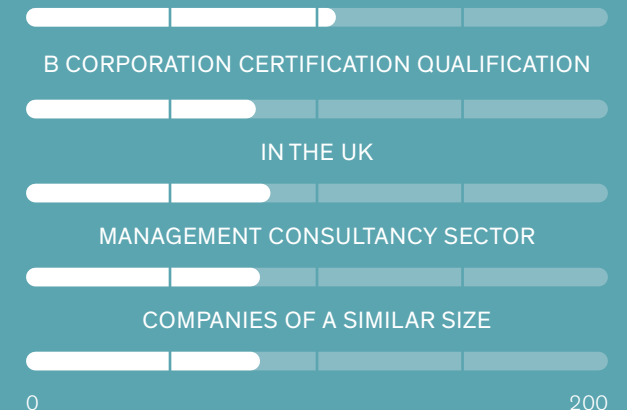 B CORPORATION CERTIFICATION QUALIFICATION
IN THE UK
MANAGEMENT CONSULTANCY SECTOR
COMPANIES OF A SIMILAR SIZE
0 200